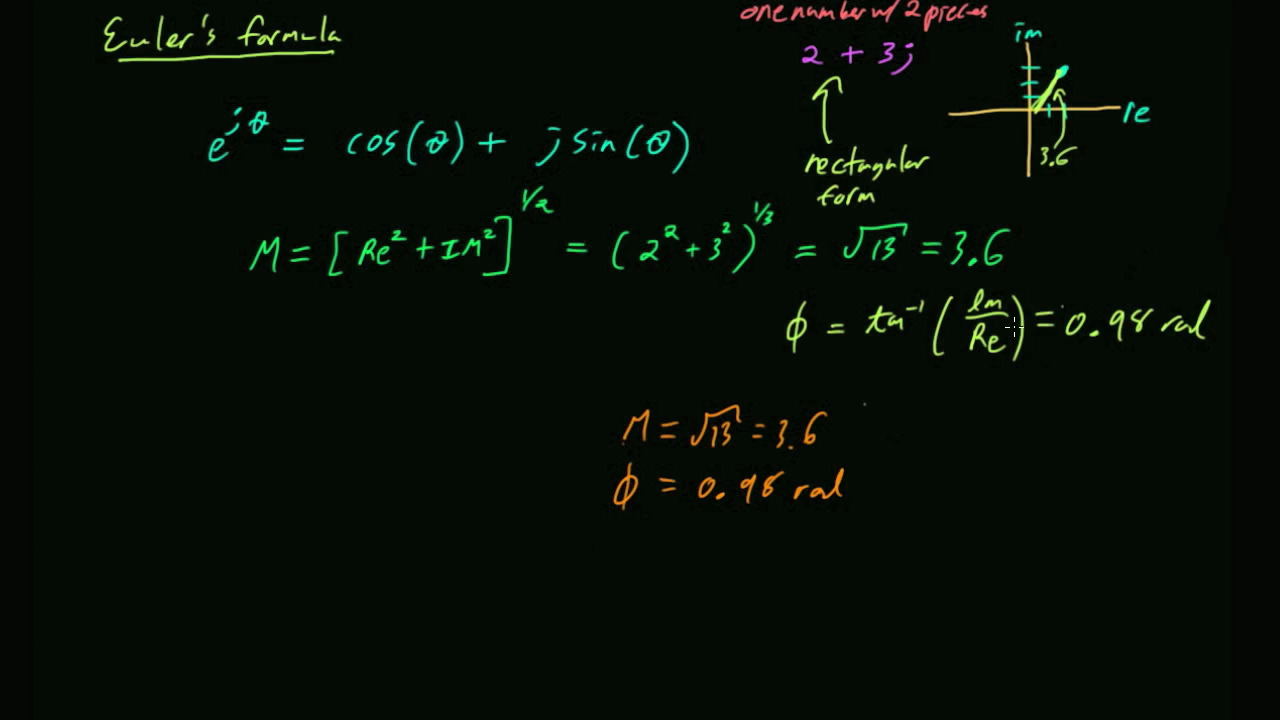 one number w/ 2 pieces
Euler's formula
2 + 3j
im
re
3.6
rectangular
form
e^jθ = cos(θ) + j sin(θ)
M = [Re² + IM²]^1/2 = (2² + 3²)^1/3 = √13 = 3.6
ϕ = tan⁻¹(Im/Re) = 0.98 rad
M = √13 = 3.6
ϕ = 0.98 rad